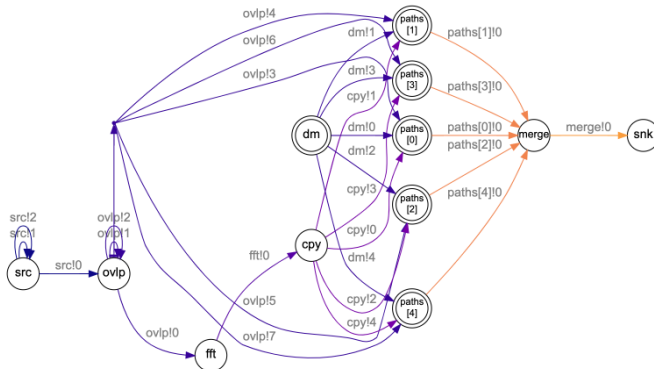 ovlp!4
ovlp!6
ovlp!3
dm!1
dm!3
cpy!1
dm!0
dm!2
cpy!3
cpy!0
dm!4
cpy!2
cpy!4
paths
[1]
paths
[3]
paths
[0]
paths
[2]
paths
[4]
paths[1]!0
paths[3]!0
paths[0]!0
paths[2]!0
paths[4]!0
dm
merge
merge!0
snk
src!2
src!1
src
src!0
ovlp!2
ovlp!1
ovlp
ovlp!0
fft!0
fft
cpy
ovlp!5
ovlp!7